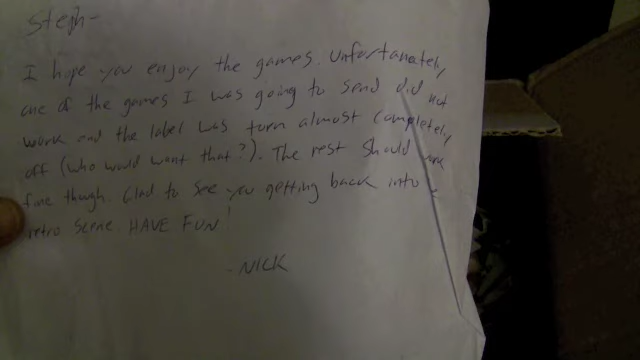 Steph-
I hope you enjoy the games. Unfortunately,
one of the games I was going to send did not
work and the label was torn almost completely
off (who would want that?). The rest should work
fine though. Glad to see you getting back into
retro scene. HAVE FUN!
- NICK